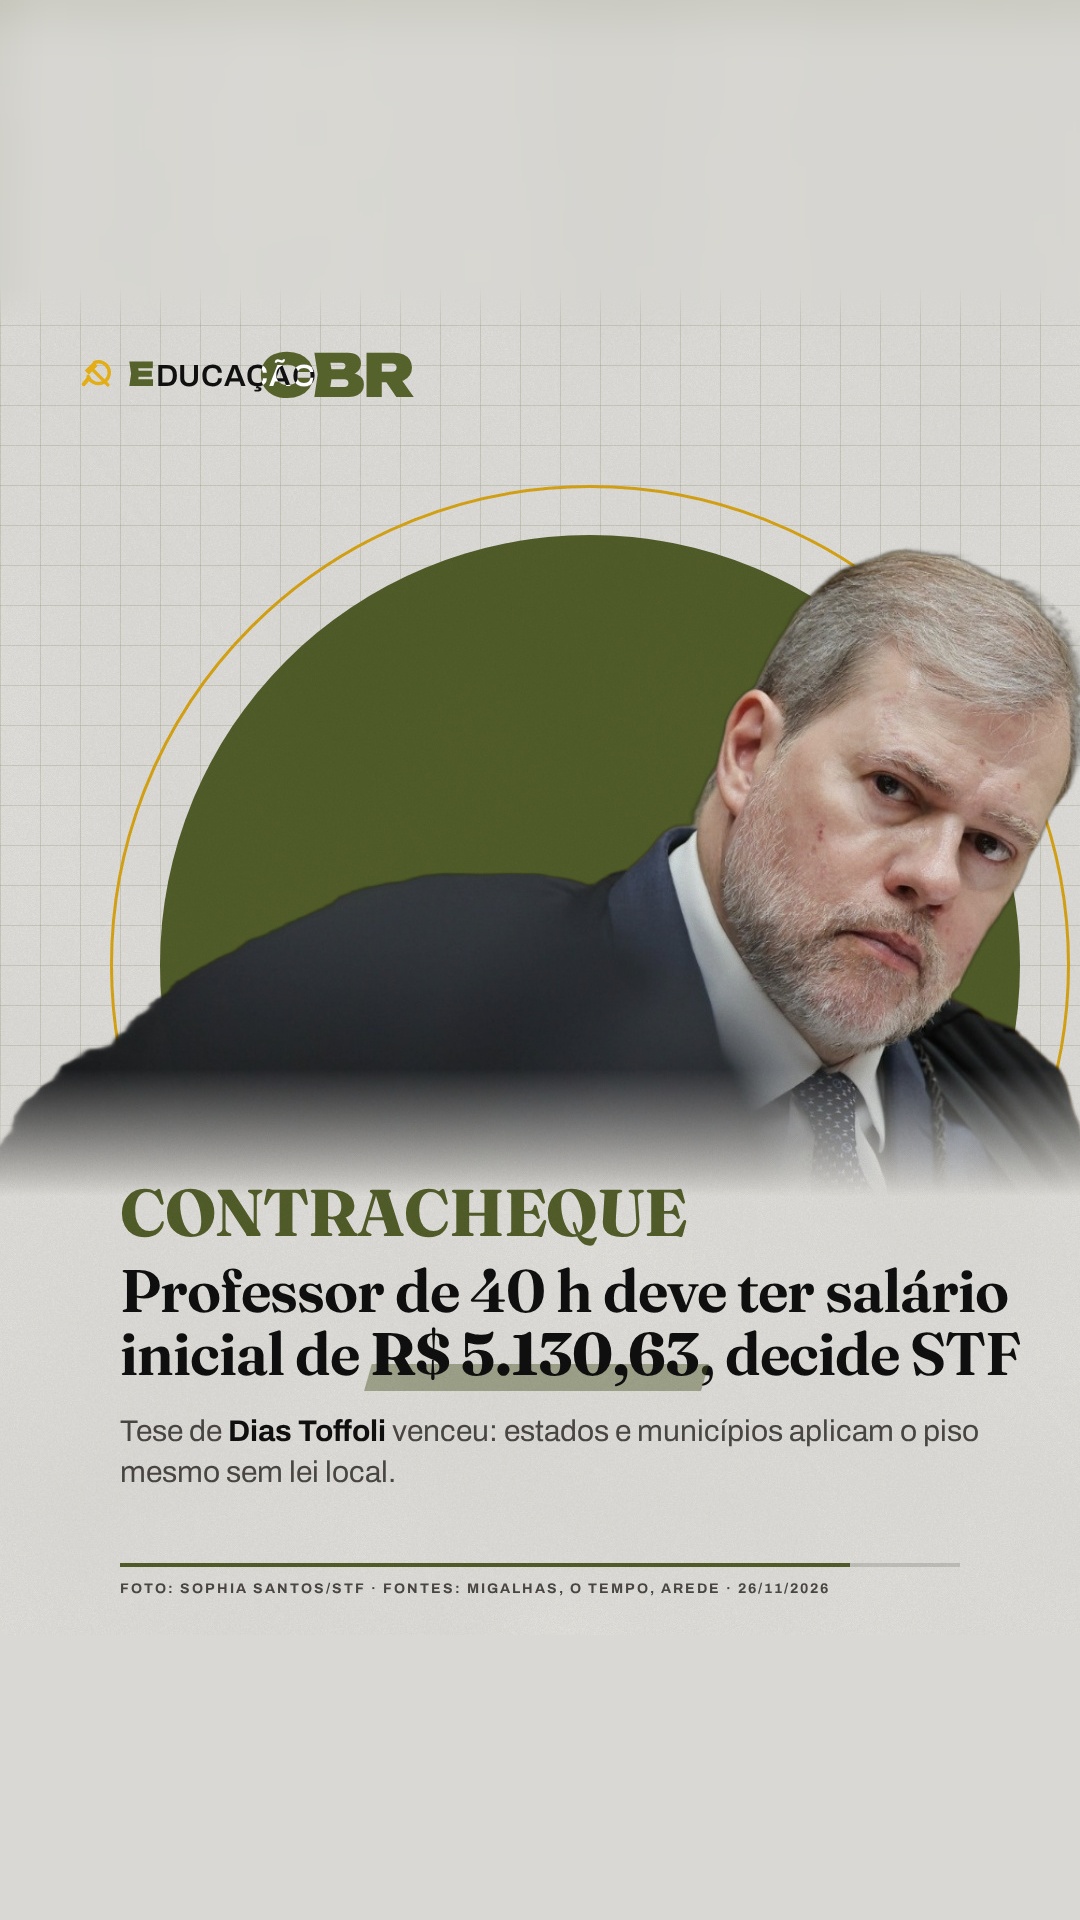 EDUCAÇÃO BR
CONTRACHEQUE
Professor de 40 h deve ter salário
inicial de R$ 5.130,63, decide STF
Tese de Dias Toffoli venceu: estados e municípios aplicam o piso
mesmo sem lei local.
FOTO: SOPHIA SANTOS/STF · FONTES: MIGALHAS, O TEMPO, AREDE · 26/11/2026